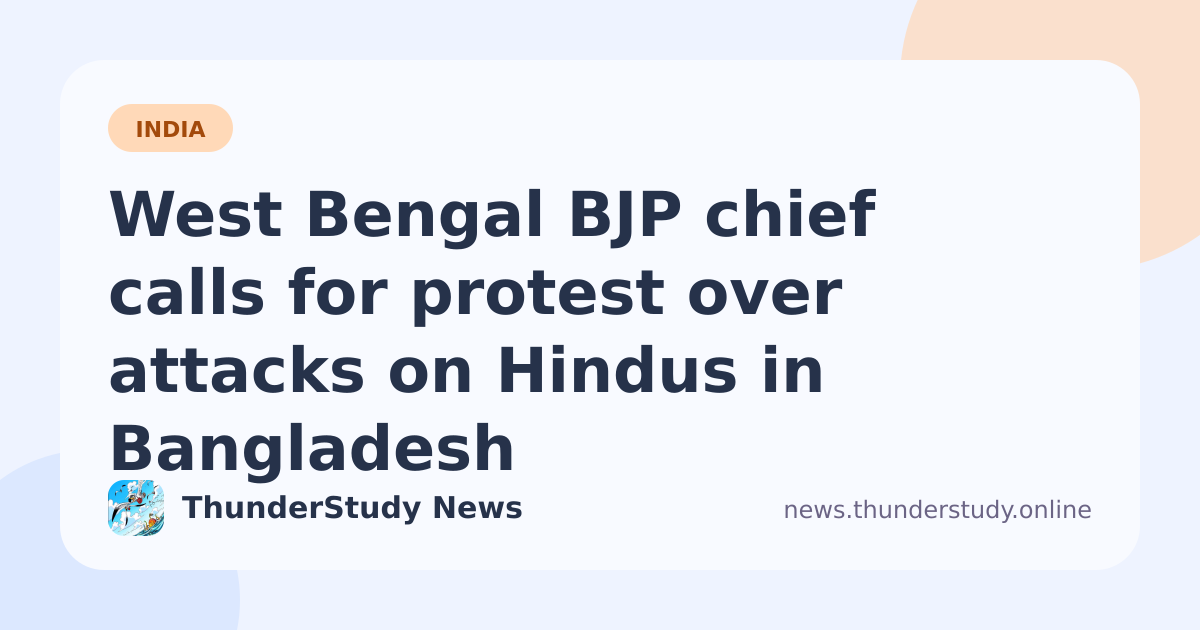 INDIA
West Bengal BJP chief
calls for protest over
attacks on Hindus in
Bangladesh
ThunderStudy News
news.thunderstudy.online